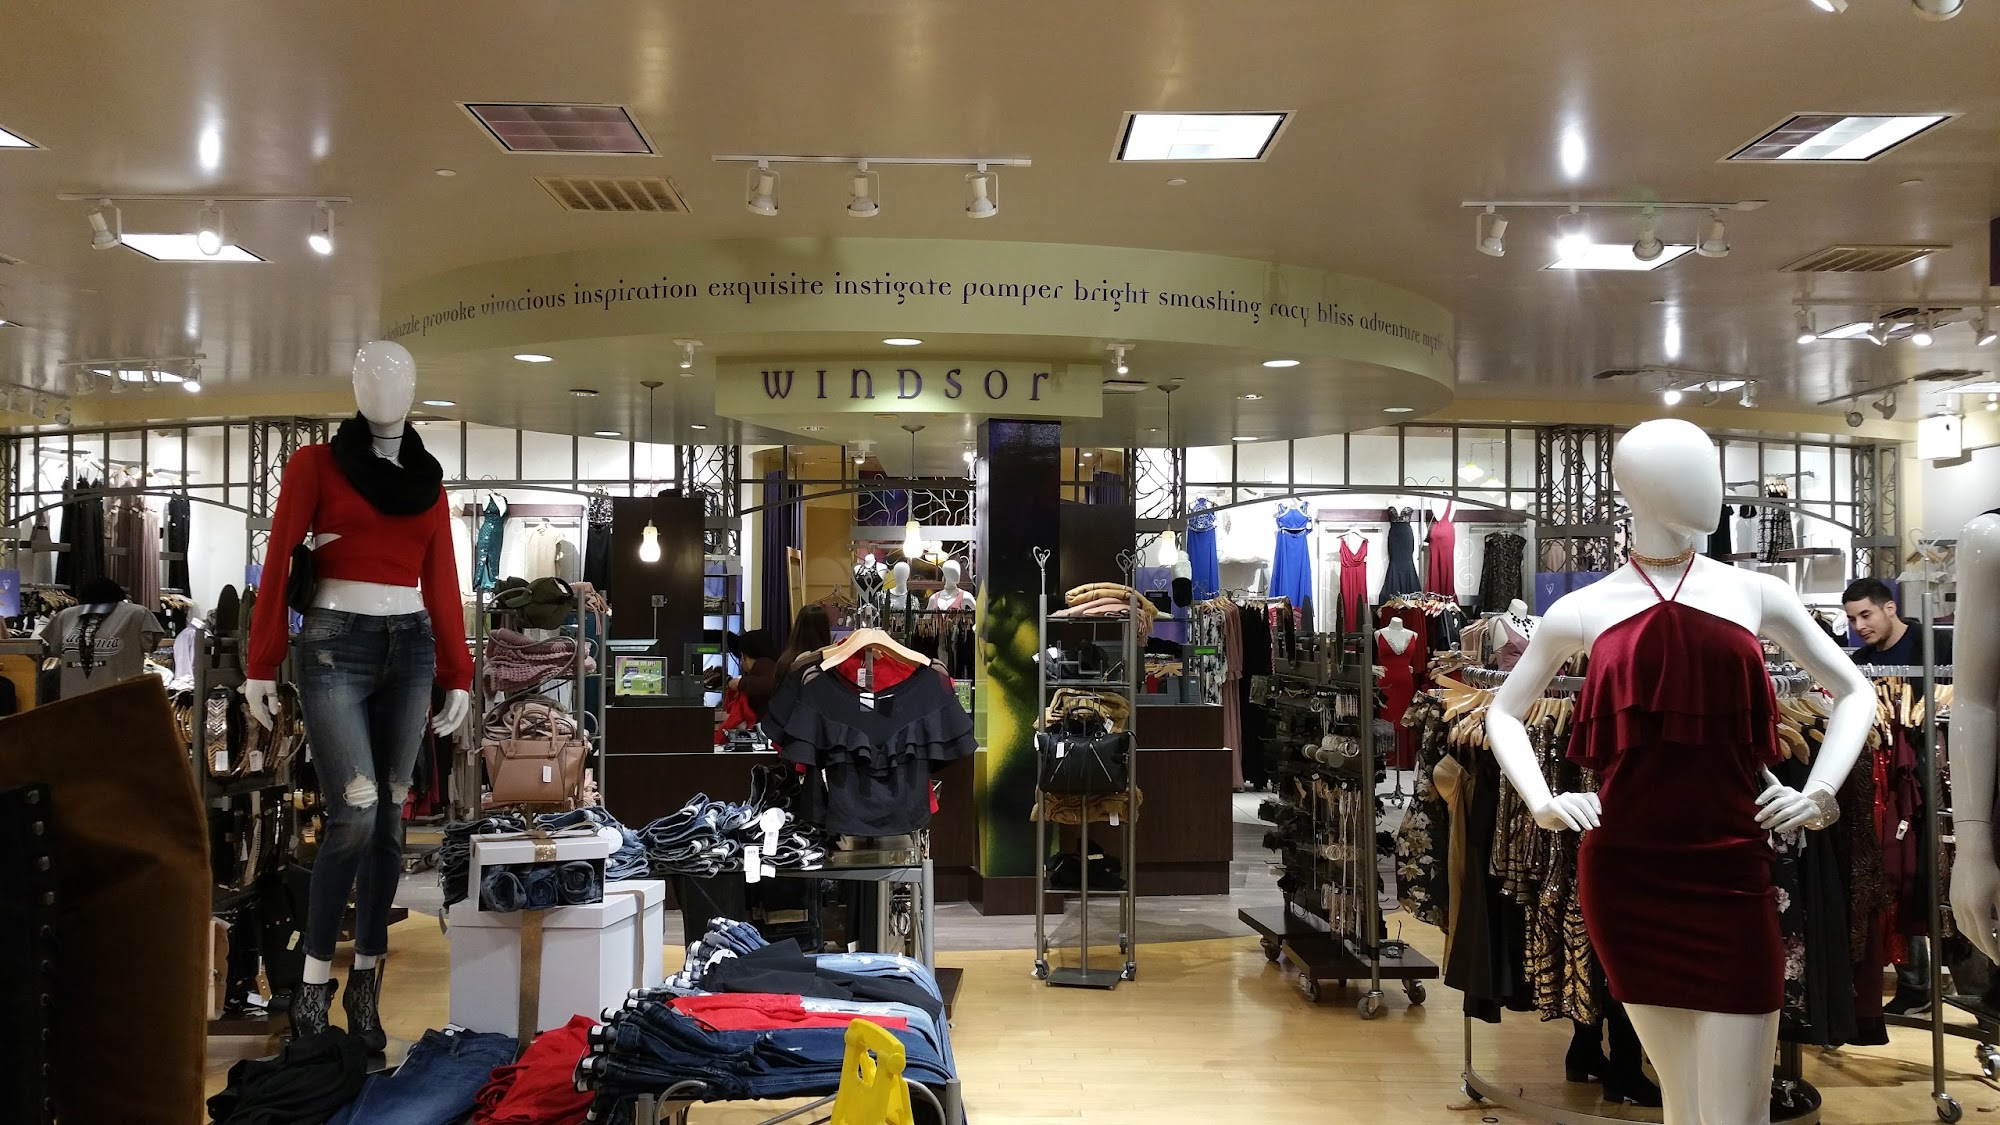 provoke vivacious inspiration exquisite instigate pamper bright smashing racy bliss adventure
WINDSOR